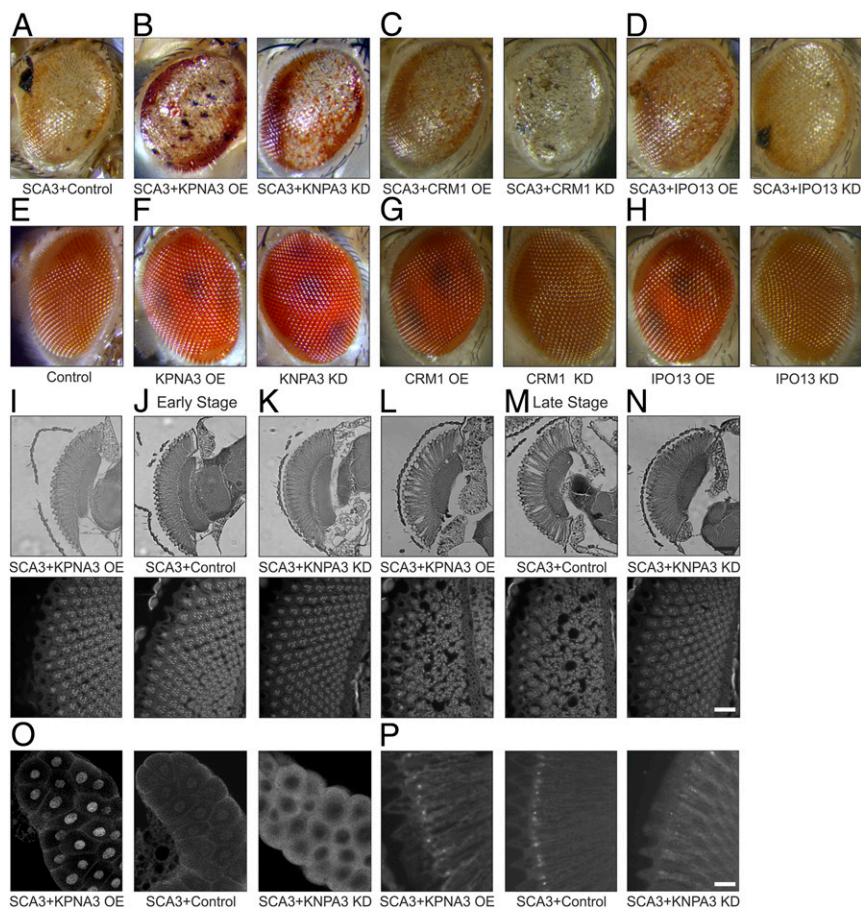 A B C D
SCA3+Control SCA3+KPNA3 OE SCA3+KNPA3 KD SCA3+CRM1 OE SCA3+CRM1 KD SCA3+IPO13 OE SCA3+IPO13 KD
E F G H
Control KPNA3 OE KNPA3 KD CRM1 OE CRM1 KD IPO13 OE IPO13 KD
I J Early Stage K L M Late Stage N
SCA3+KPNA3 OE SCA3+Control SCA3+KNPA3 KD SCA3+KPNA3 OE SCA3+Control SCA3+KNPA3 KD
O P
SCA3+KPNA3 OE SCA3+Control SCA3+KNPA3 KD SCA3+KPNA3 OE SCA3+Control SCA3+KNPA3 KD